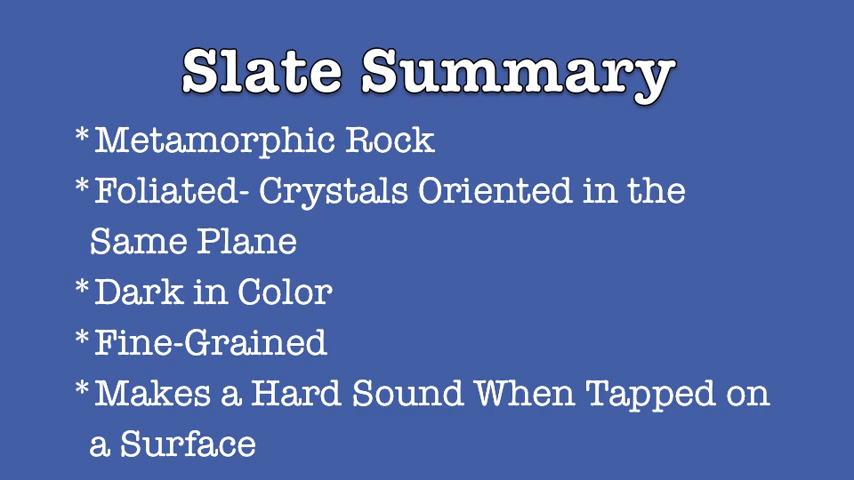 Slate Summary
*Metamorphic Rock
*Foliated- Crystals Oriented in the
Same Plane
*Dark in Color
*Fine-Grained
*Makes a Hard Sound When Tapped on
a Surface